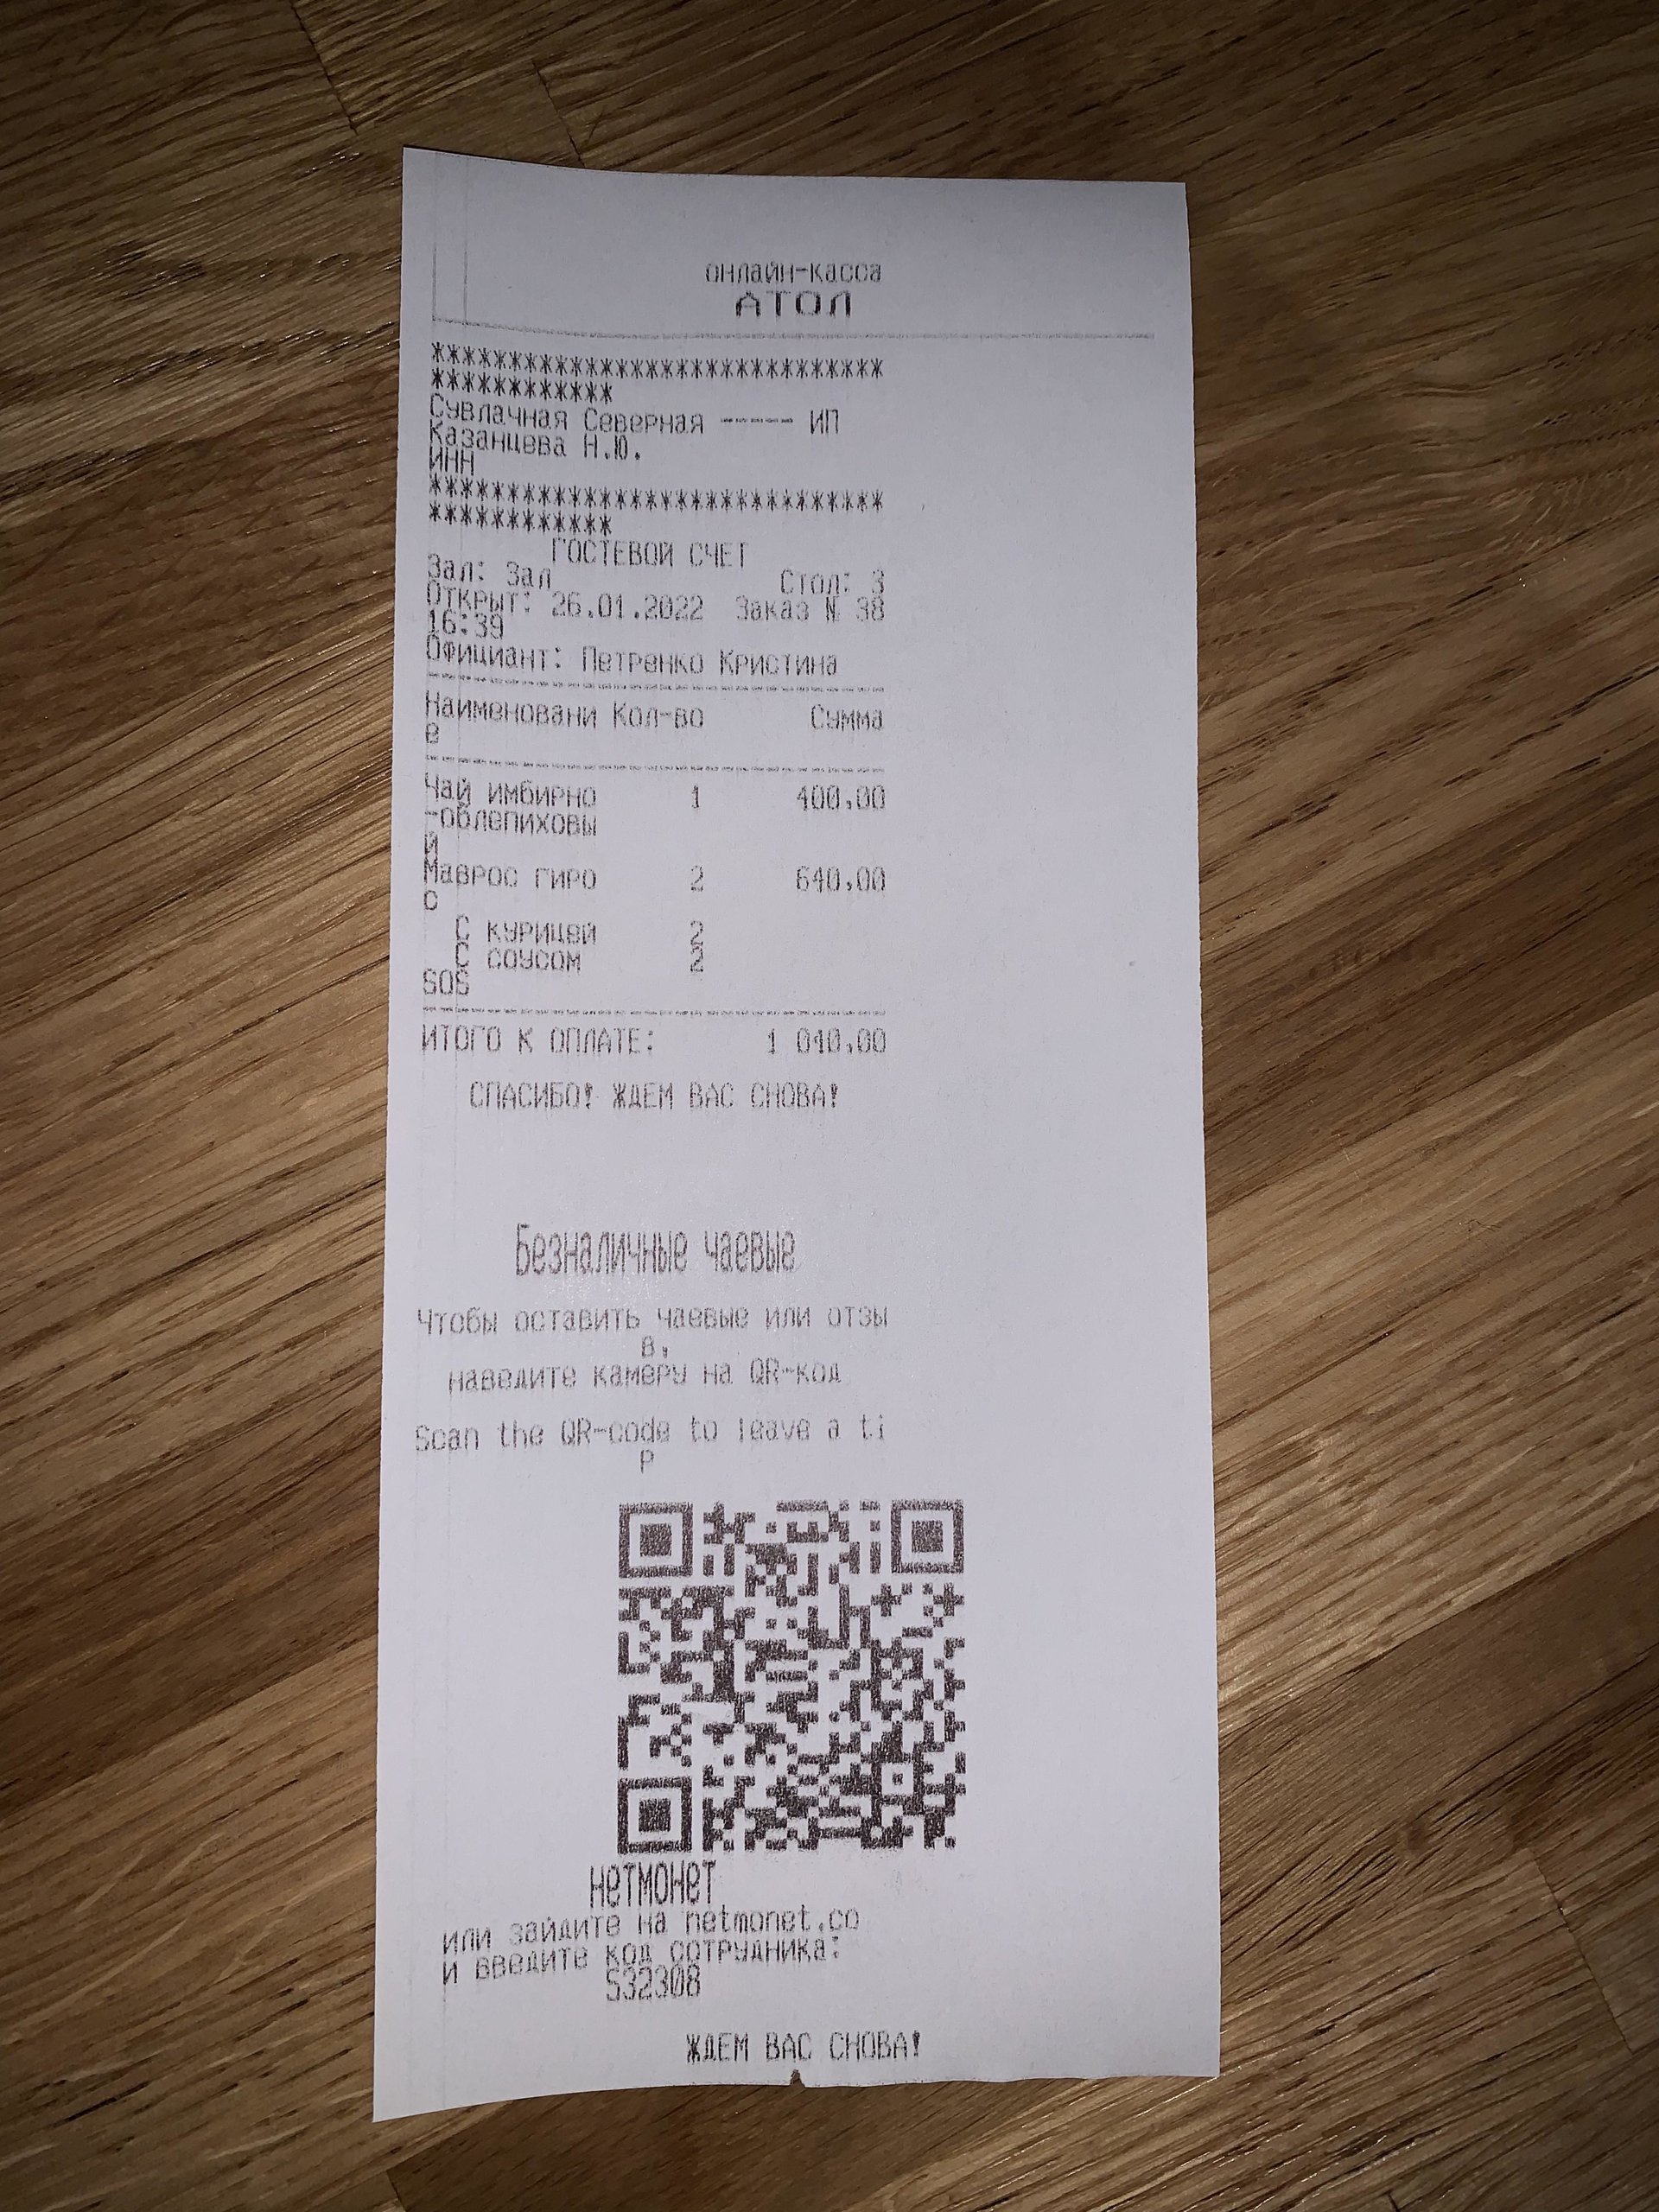 онлайн-касса
АТОЛ
******************************
************
Сувлачная Северная ----- ИП
Казанцева Н.Ю.
ИНН
******************************
************
ГОСТЕВОЙ СЧЕТ
Зал: Зал Стол: 3
Открыт: 26.01.2022 Заказ № 38
16:39
Официант: Петренко Кристина
Наименовани Кол-во Сумма
е
Чай имбирно 1 400,00
-облепиховы
й
Маврос гиро 2 640,00
с
С курицей 2
С соусом 2
SOS
ИТОГО К ОПЛАТЕ: 1 040,00
СПАСИБО! ЖДЕМ ВАС СНОВА!
Безналичные чаевые
Чтобы оставить чаевые или отзы
в,
наведите камеру на QR-код
Scan the QR-code to leave a ti
p
нетмонет
или зайдите на netmonet.co
и введите код сотрудника:
532308
ЖДЕМ ВАС СНОВА!